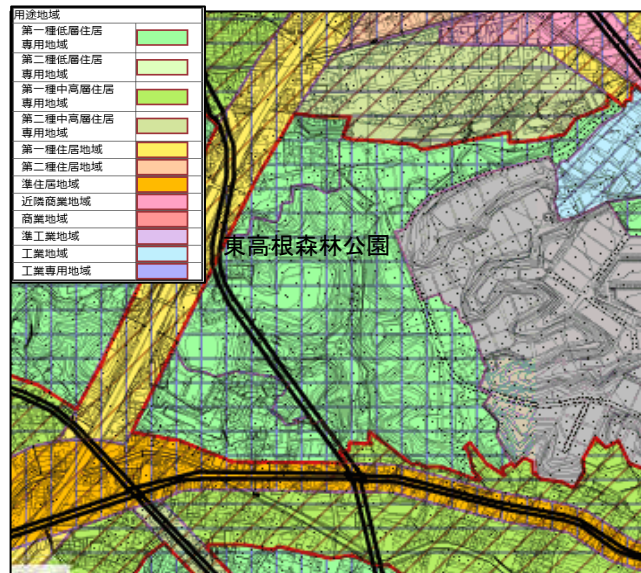 用途地域
第一種低層住居
専用地域
第二種低層住居
専用地域
第一種中高層住居
専用地域
第二種中高層住居
専用地域
第一種住居地域
第二種住居地域
準住居地域
近隣商業地域
商業地域
準工業地域
工業地域
工業専用地域
東高根森林公園